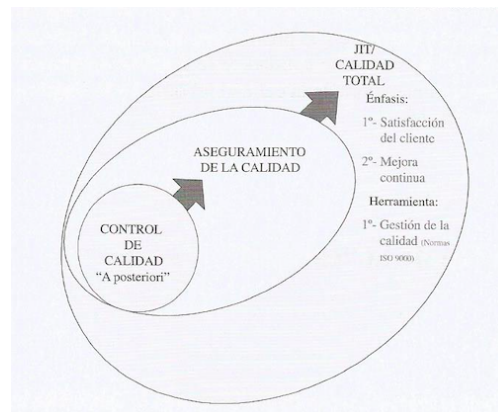 JIT/
CALIDAD
TOTAL
Énfasis:
1º- Satisfacción
del cliente
2º- Mejora
continua
Herramienta:
1º- Gestión de la
calidad (Normas
ISO 9000)
ASEGURAMIENTO
DE LA CALIDAD
CONTROL
DE
CALIDAD
“A posteriori”